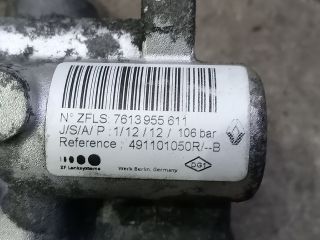 N° ZFLS 7613 955 611
J/S/A/P : 1/12 /12 / 106 bar
Reference : 491101050R/--B
ZF Lenksysteme Werk Berlin, Germany